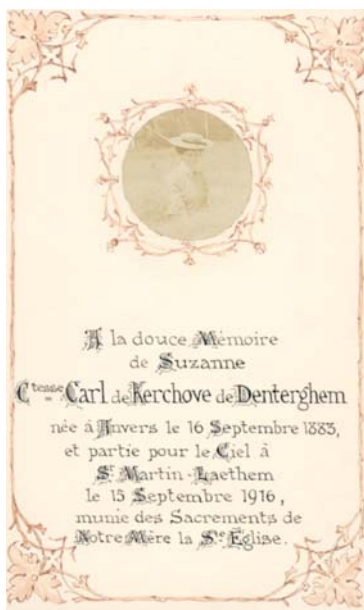 A la douce Mémoire
de Suzanne
Ctesse Carl de Kerchove de Denterghem
née à Anvers le 16 Septembre 1883,
et partie pour le Ciel à
St Martin-Laethem
le 15 Septembre 1916,
munie des Sacrements de
Notre Mère la Ste Église.